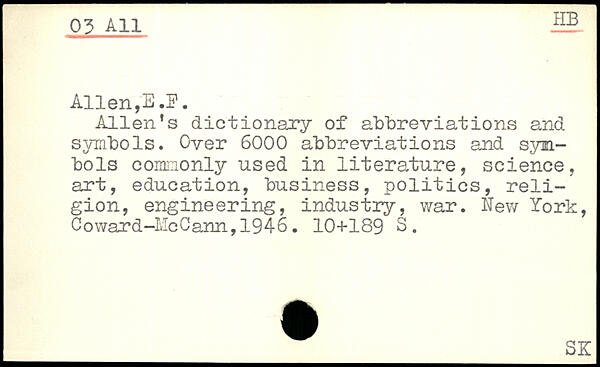 03 All
HB
Allen,E.F.
Allen's dictionary of abbreviations and
symbols. Over 6000 abbreviations and sym-
bols commonly used in literature, science,
art, education, business, politics, reli-
gion, engineering, industry, war. New York,
Coward-McCann,1946. 10+189 S.
SK